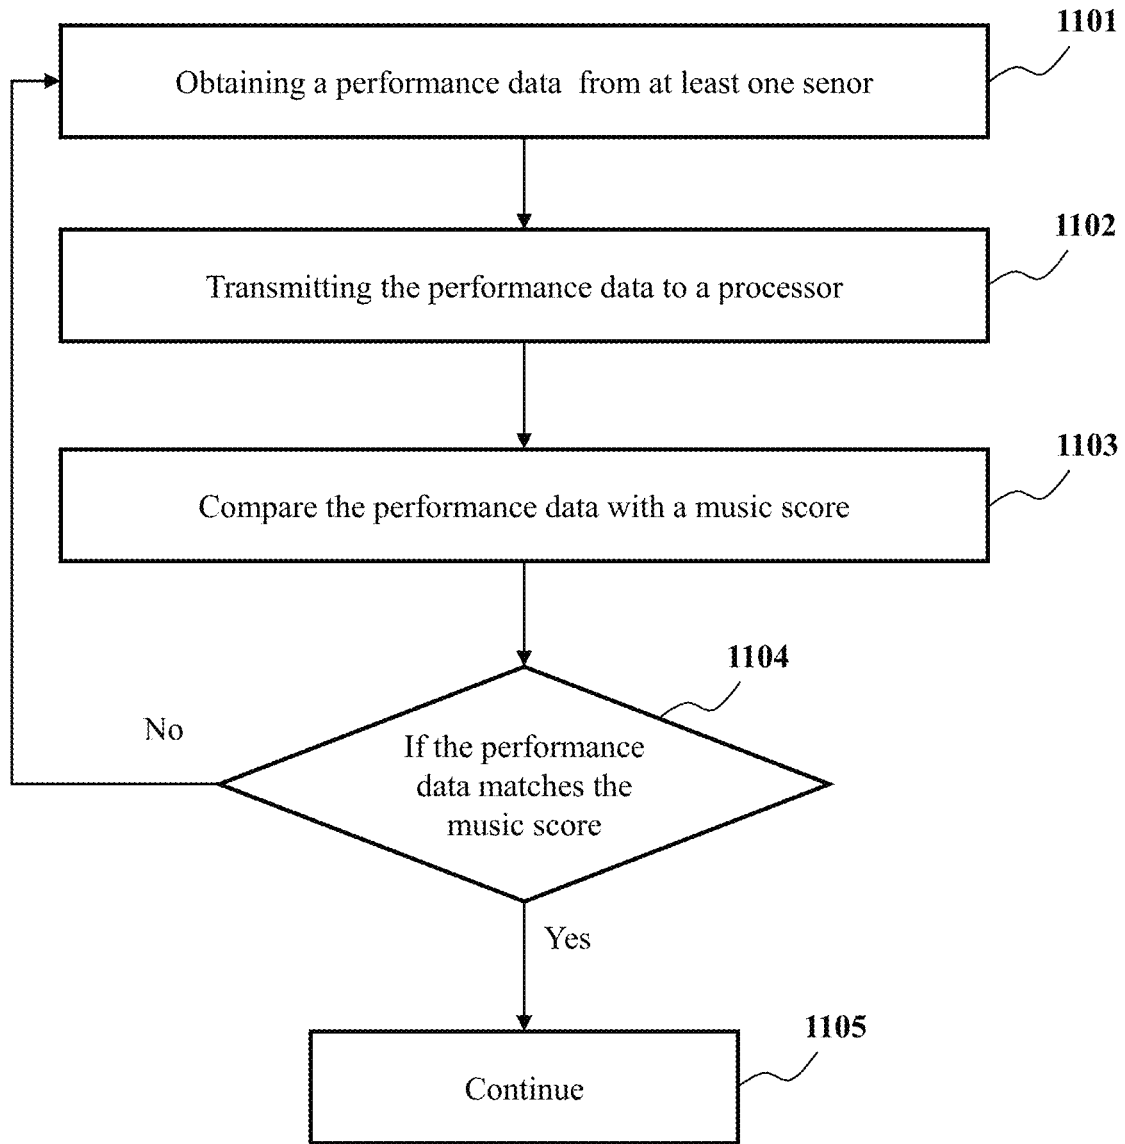 1101
Obtaining a performance data from at least one senor
1102
Transmitting the performance data to a processor
1103
Compare the performance data with a music score
1104
No
If the performance
data matches the
music score
Yes
1105
Continue